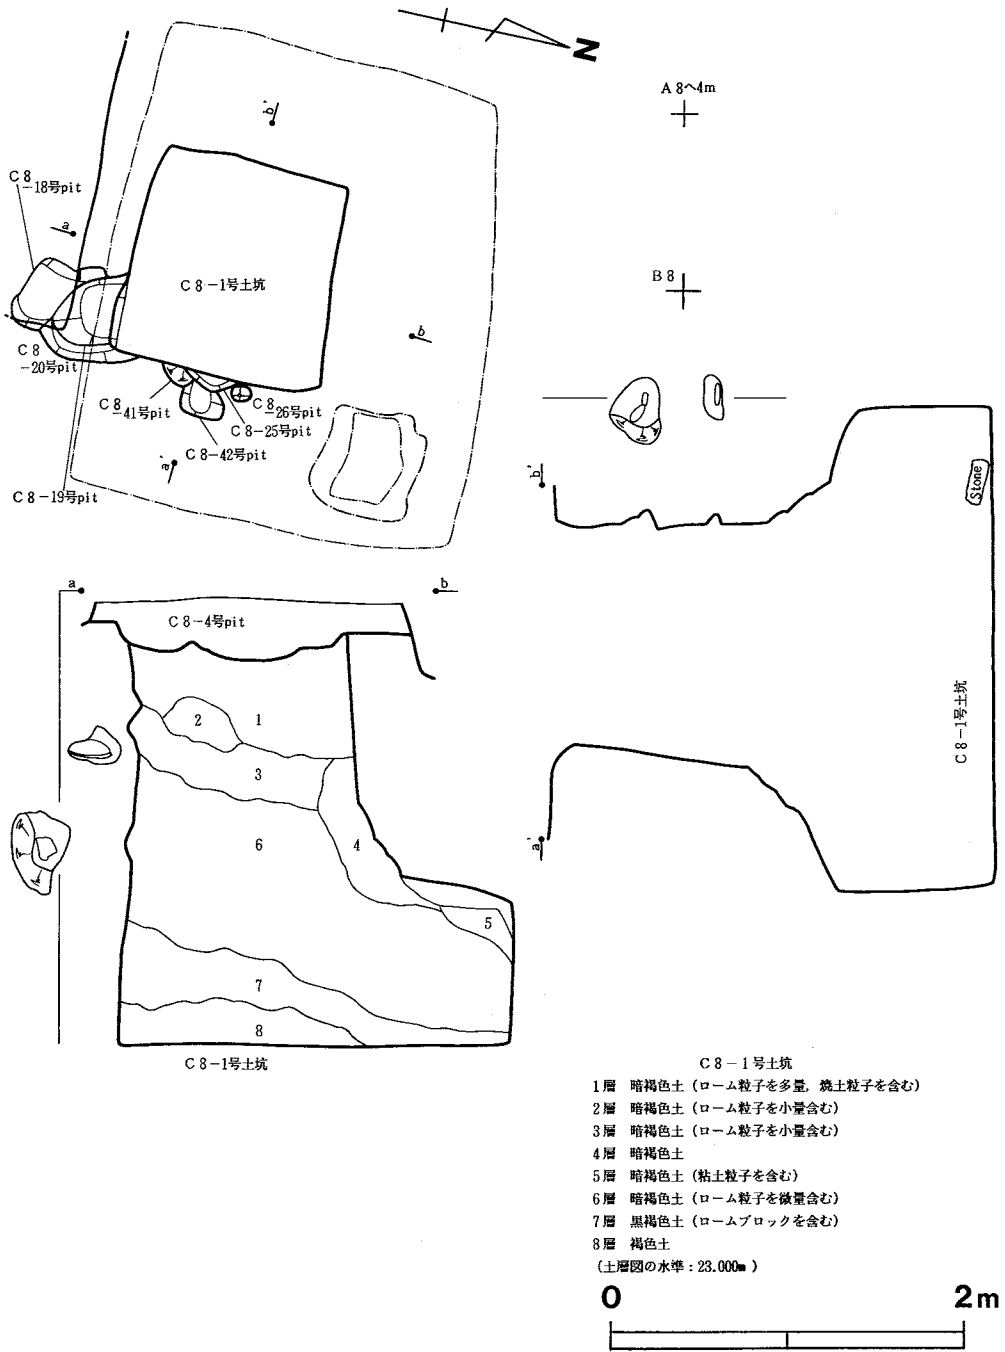 N
A 8〜4m
b'
C 8
-18号pit
a
C 8-1号土坑
B 8
b
C 8
-20号pit
C 8
-41号pit
C 8
-26号pit
C 8-25号pit
C 8-42号pit
a'
C 8-19号pit
b'
Stone
a
b
C 8-4号pit
2
1
3
4
6
5
7
8
C 8-1号土坑
a'
C 8-1号土坑
C 8-1号土坑
1層 暗褐色土 (ローム粒子を多量, 焼土粒子を含む)
2層 暗褐色土 (ローム粒子を小量含む)
3層 暗褐色土 (ローム粒子を小量含む)
4層 暗褐色土
5層 暗褐色土 (粘土粒子を含む)
6層 暗褐色土 (ローム粒子を微量含む)
7層 黒褐色土 (ロームブロックを含む)
8層 褐色土
(土層図の水準:23.000m)
0 2m